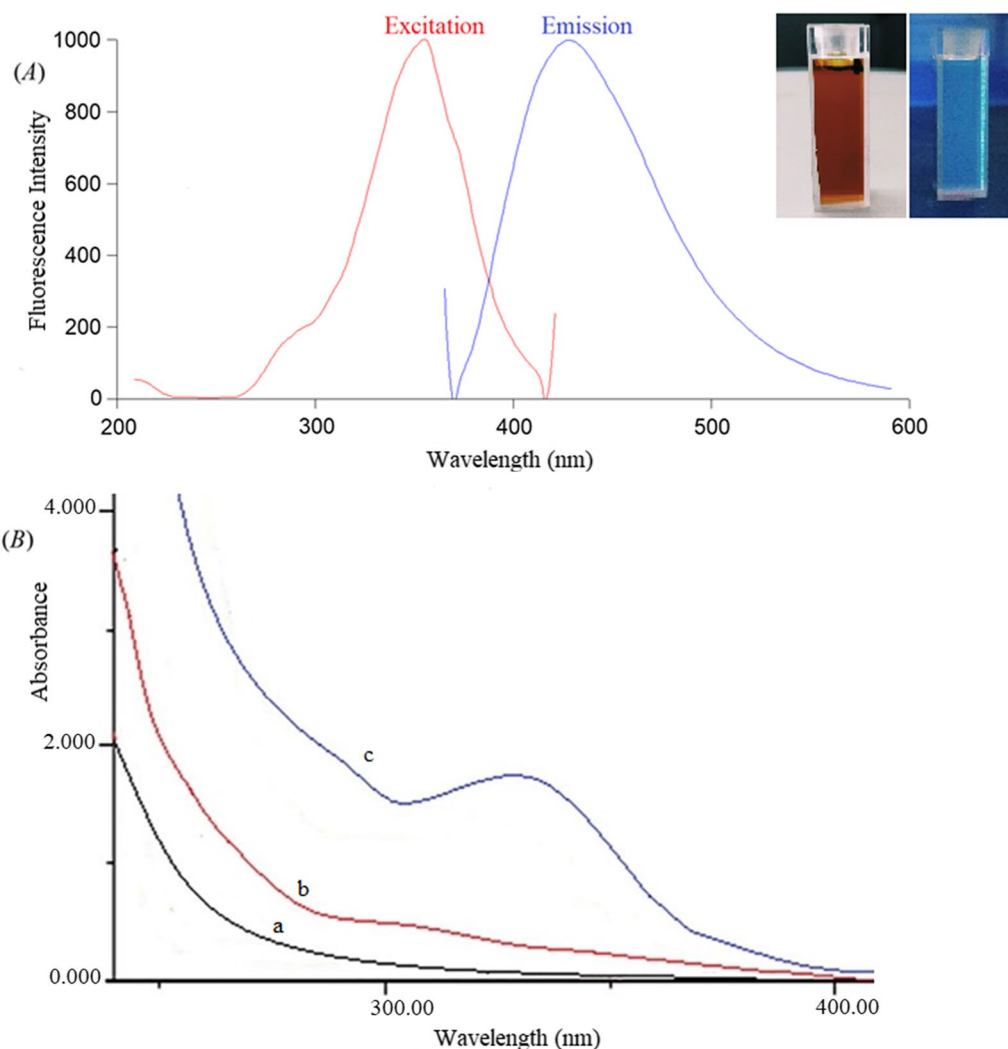 Excitation Emission
(A)
Fluorescence Intensity
1000
800
600
400
200
0
200 300 400 500 600
Wavelength (nm)
(B)
Absorbance
4.000
2.000
0.000
c
b
a
300.00 400.00
Wavelength (nm)